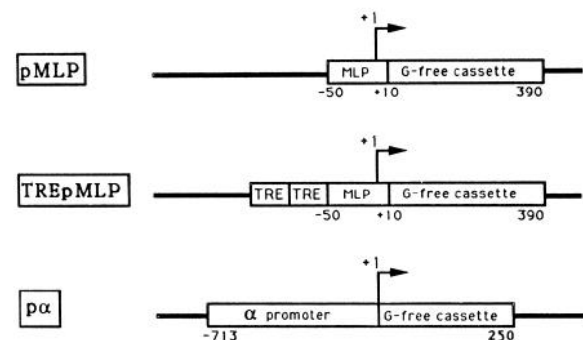 +1
pMLP
MLP G-free cassette
-50 +10 390
+1
TREpMLP
TRE TRE MLP G-free cassette
-50 +10 390
+1
pα
α promoter G-free cassette
-713 250